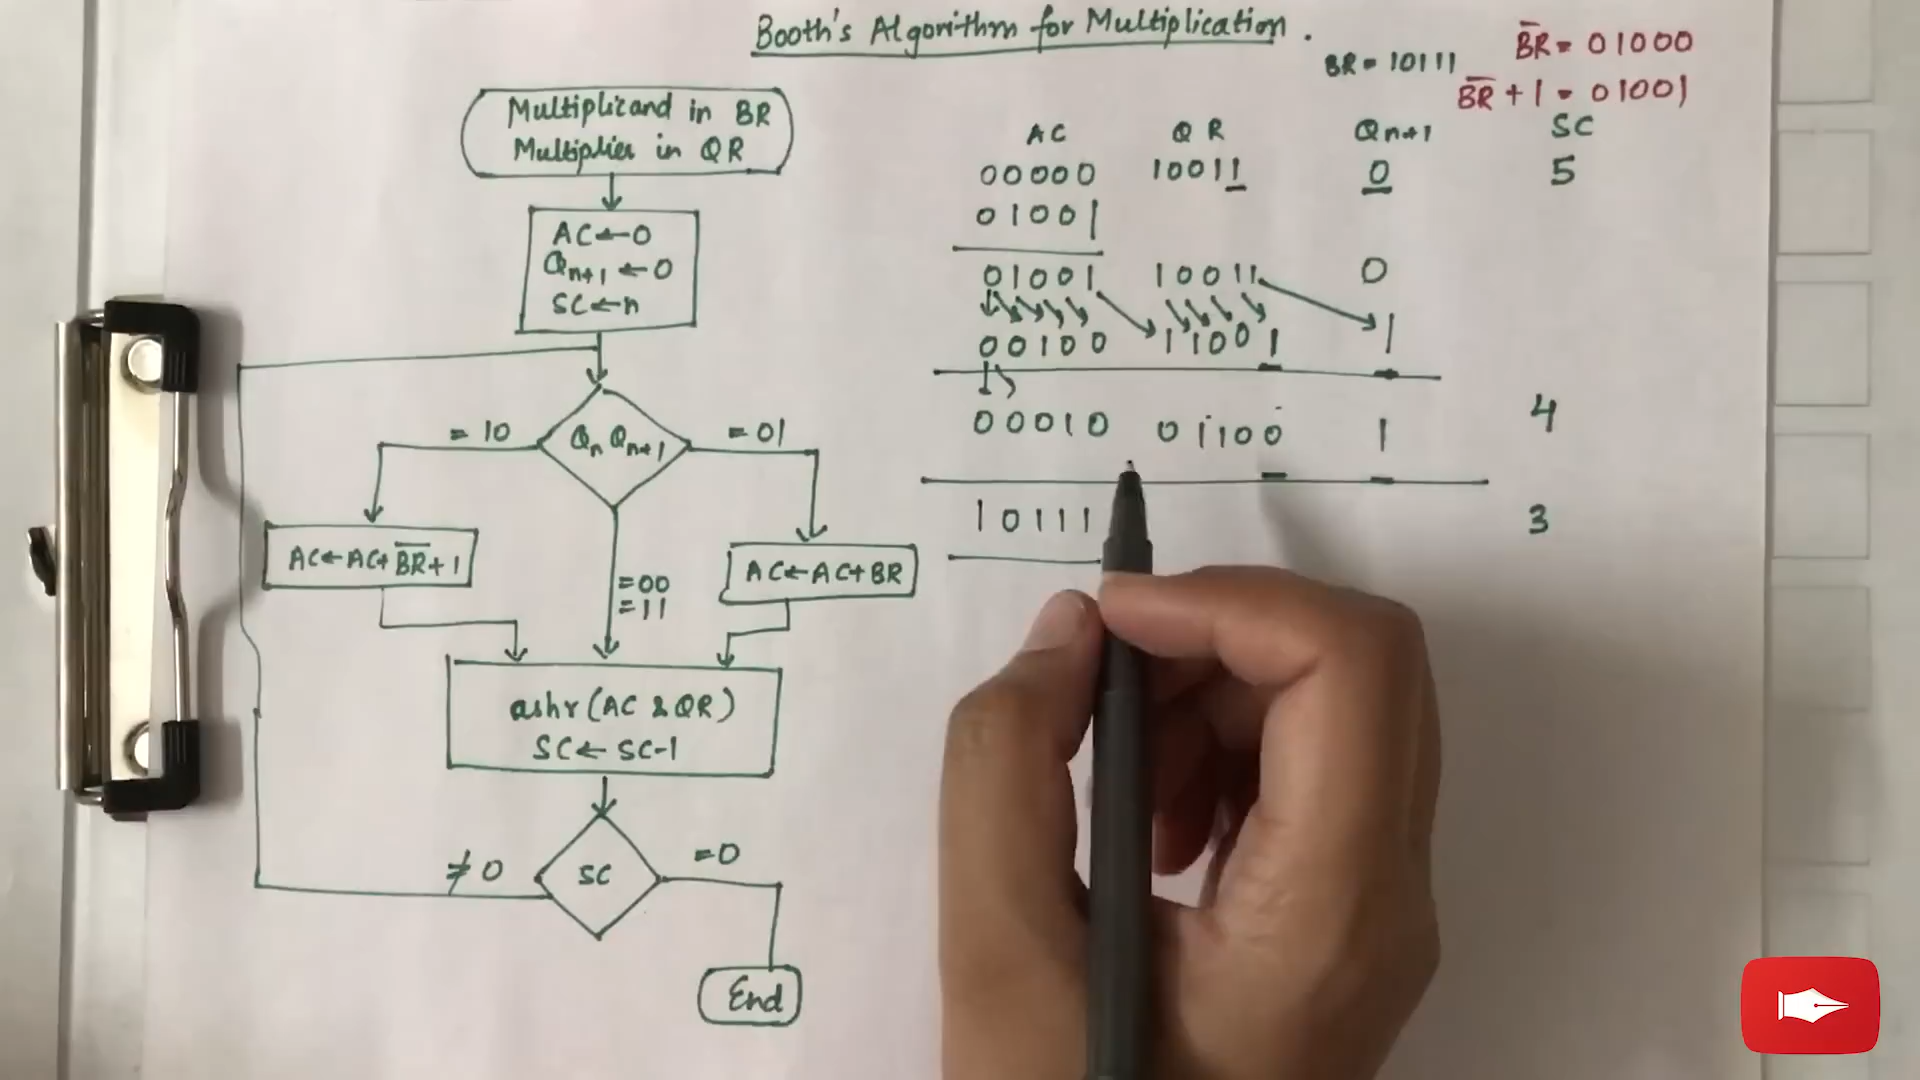 Booth's Algorithm for Multiplication.
BR = 10111
B̅R̅ = 01000
B̅R̅ + 1 = 01001
Multiplicand in BR
Multiplier in QR
AC ← 0
Qn+1 ← 0
SC ← n
Qn Qn+1
= 10
= 01
AC ← AC + B̅R̅ + 1
=00
=11
AC ← AC + BR
ashr (AC & QR)
SC ← SC-1
SC
≠ 0
=0
End
AC QR Qn+1 SC
00000 10011 0 5
01001
01001 10011 0
00100 11001 1
00010 01100 1 4
10111 3